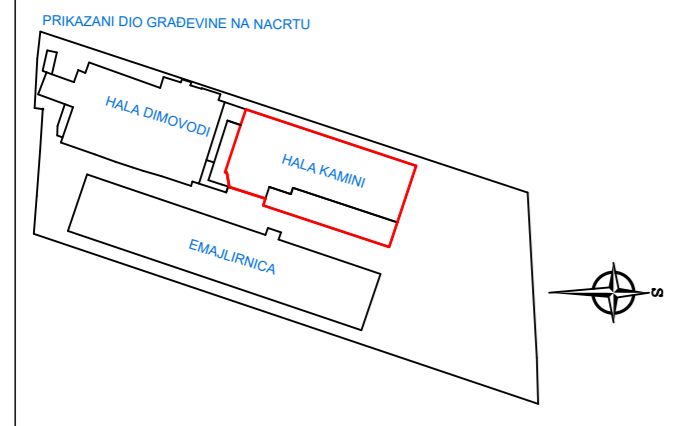 PRIKAZANI DIO GRAĐEVINE NA NACRTU
HALA DIMOVODI
HALA KAMINI
EMAJLIRNICA
S